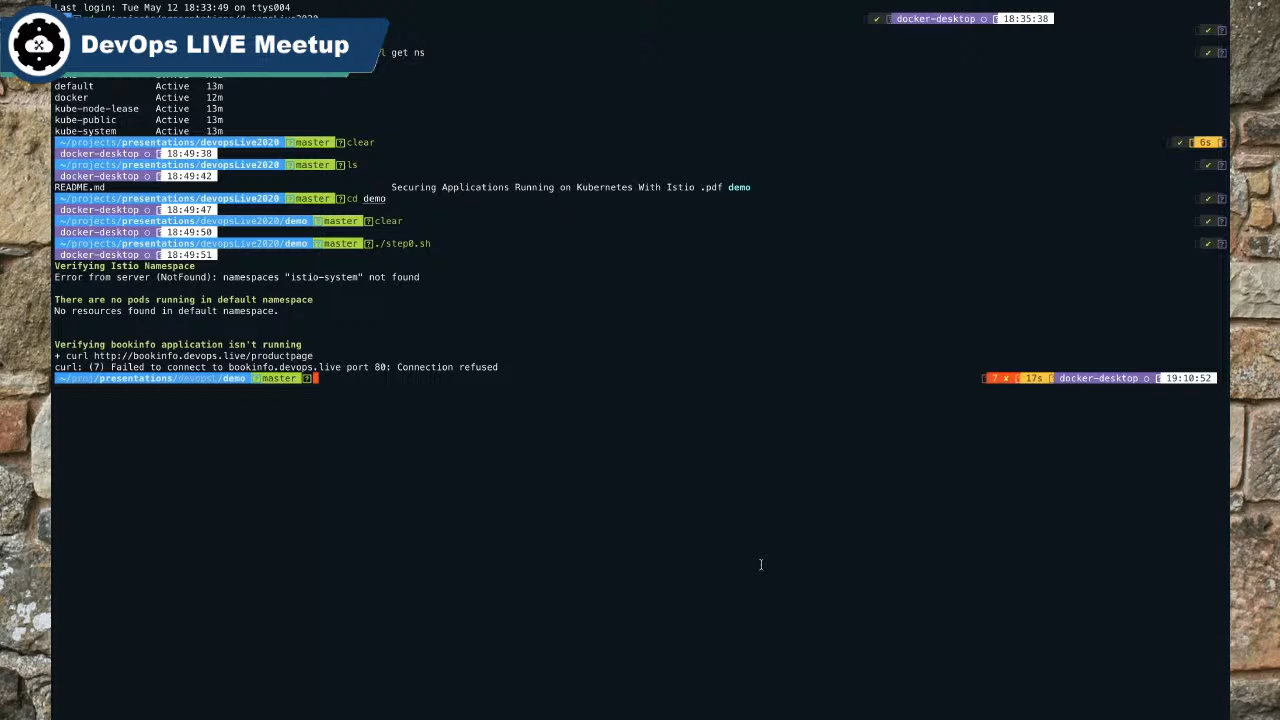 Last login: Tue May 12 18:33:49 on ttys004
docker-desktop 18:35:38
DevOps LIVE Meetup
get ns
default Active 13m
docker Active 12m
kube-node-lease Active 13m
kube-public Active 13m
kube-system Active 13m
~/projects/presentations/devopsLive2020 master clear 6s
docker-desktop 18:49:38
~/projects/presentations/devopsLive2020 master ls
docker-desktop 18:49:42
README.md Securing Applications Running on Kubernetes With Istio .pdf demo
~/projects/presentations/devopsLive2020 master cd demo
docker-desktop 18:49:47
~/projects/presentations/devopsLive2020/demo master clear
docker-desktop 18:49:50
~/projects/presentations/devopsLive2020/demo master ./step0.sh
docker-desktop 18:49:51
Verifying Istio Namespace
Error from server (NotFound): namespaces "istio-system" not found
There are no pods running in default namespace
No resources found in default namespace.
Verifying bookinfo application isn't running
+ curl http://bookinfo.devops.live/productpage
curl: (7) Failed to connect to bookinfo.devops.live port 80: Connection refused
~/proj/presentations/devopsl/demo master 7 x 17s docker-desktop 19:10:52